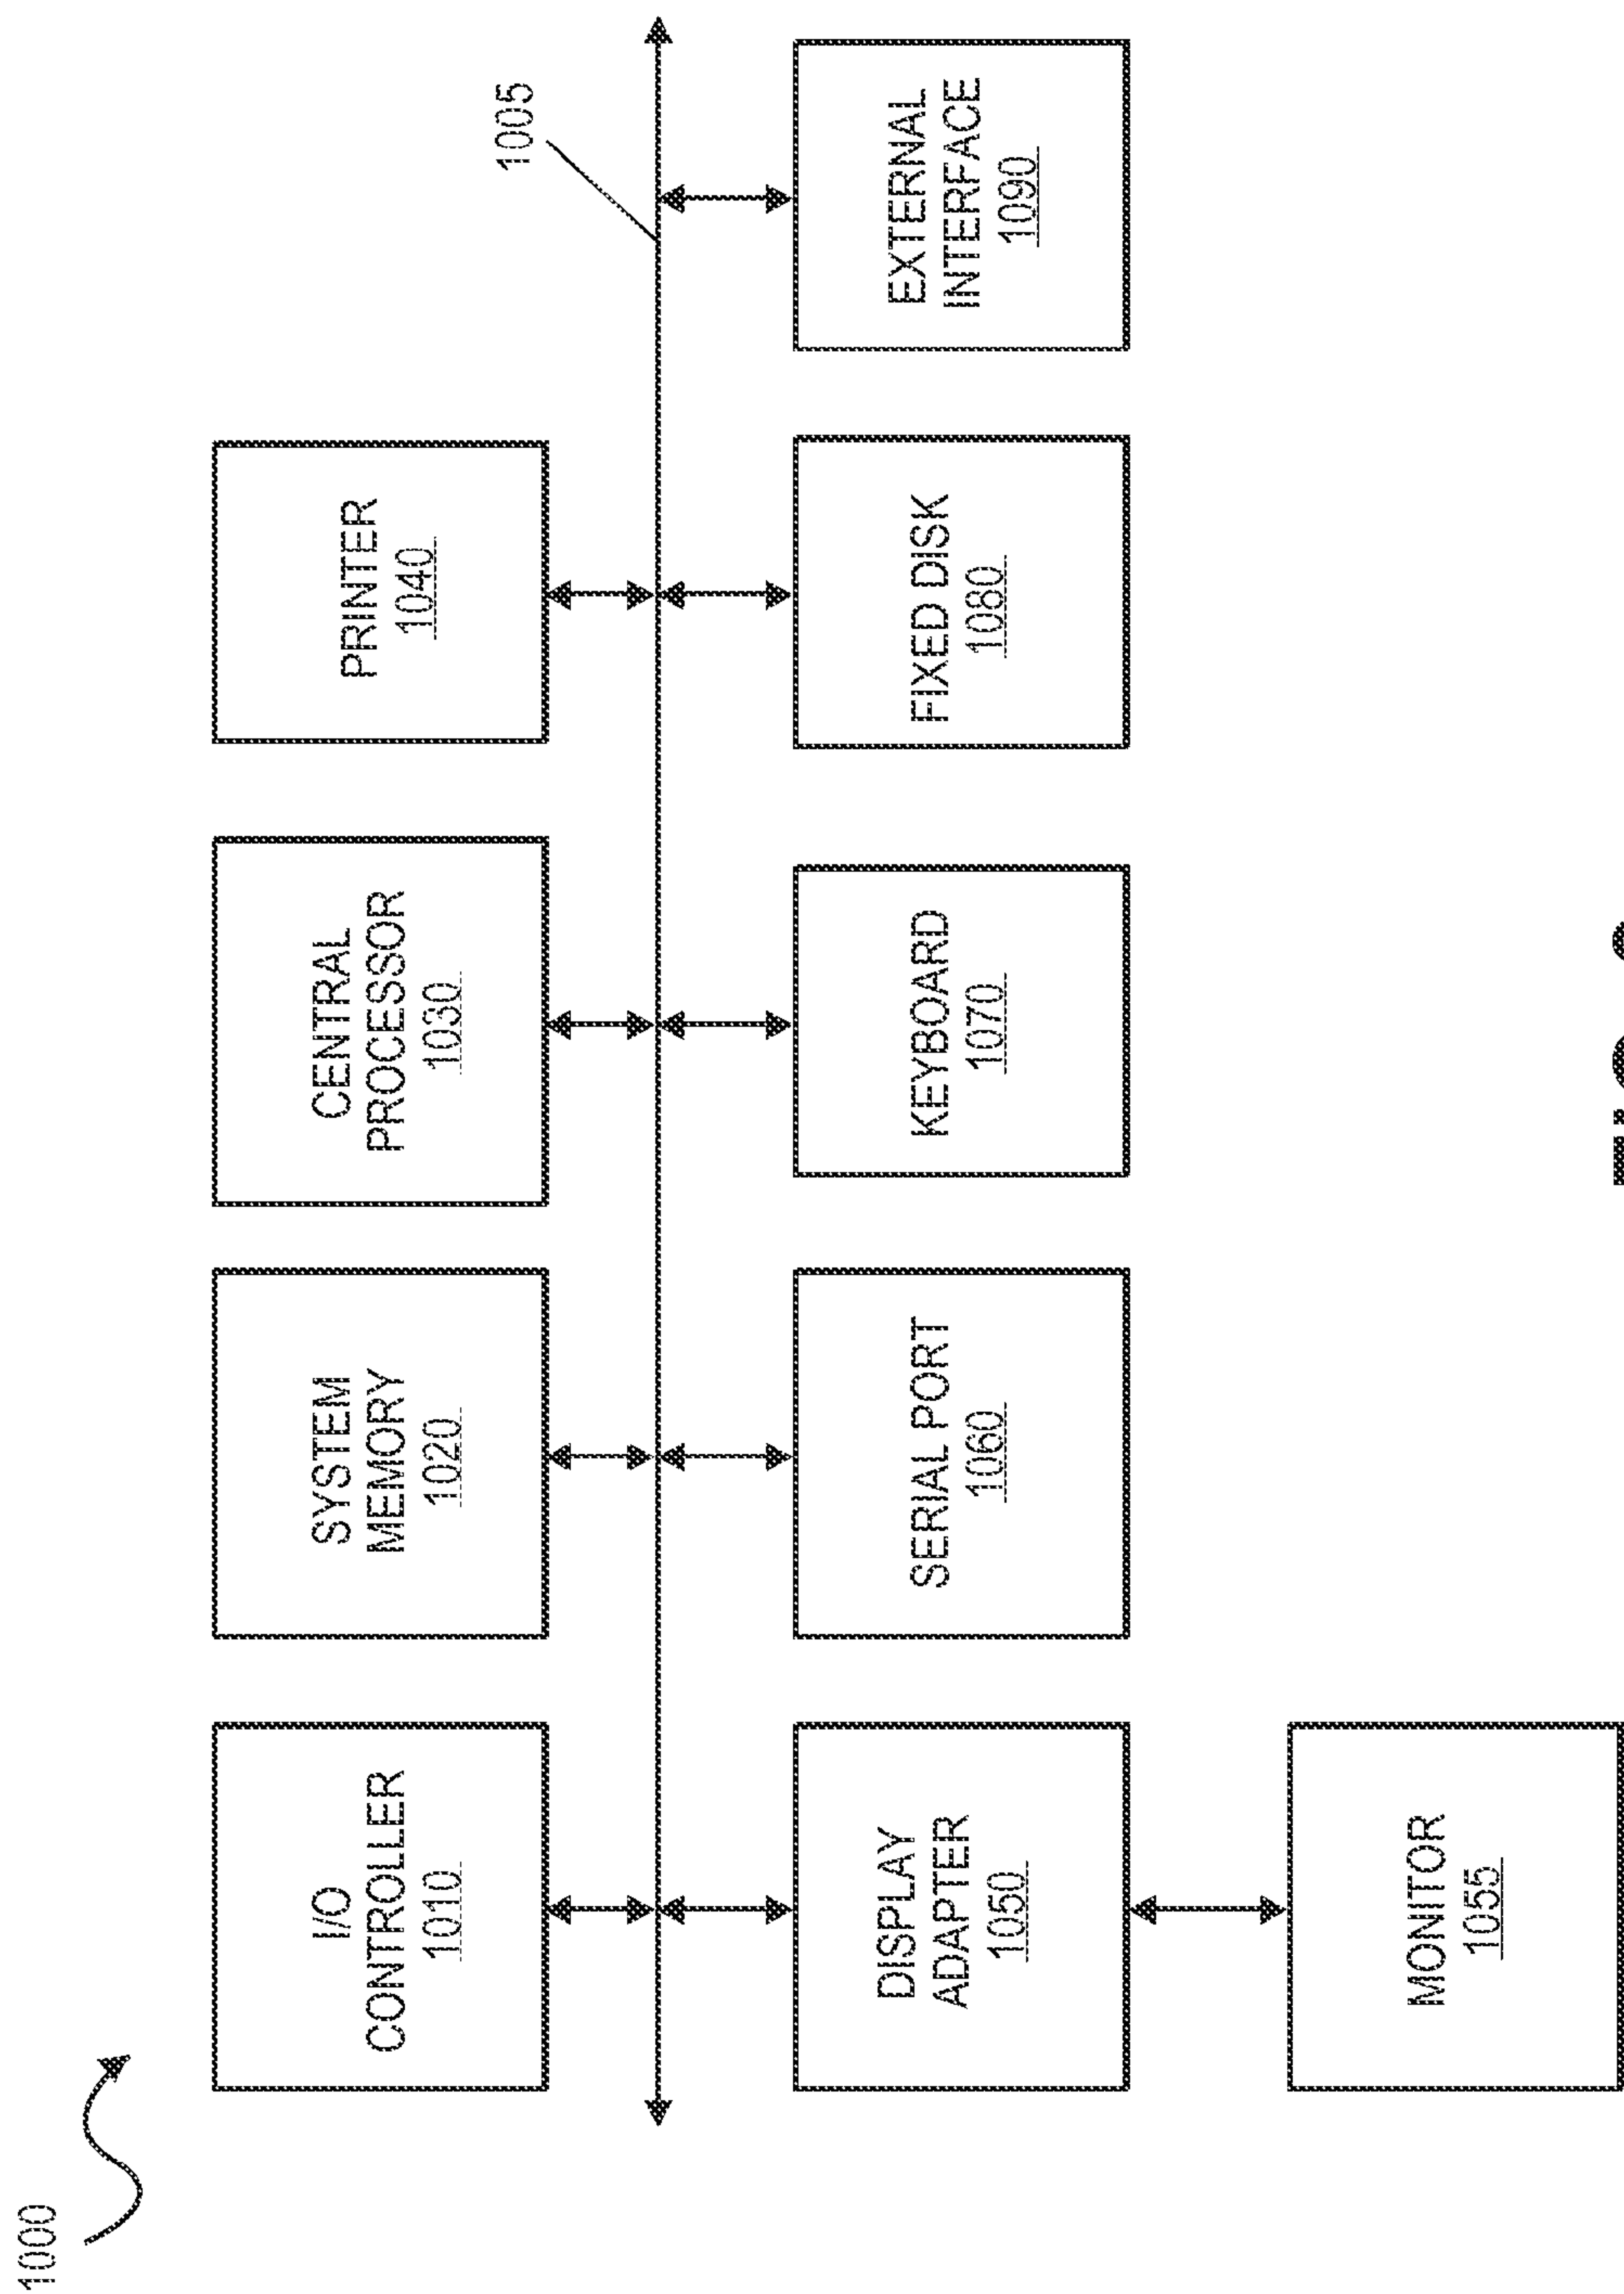 1000
I/O
CONTROLLER
1010
SYSTEM
MEMORY
1020
CENTRAL
PROCESSOR
1030
PRINTER
1040
1005
DISPLAY
ADAPTER
1050
SERIAL PORT
1060
KEYBOARD
1070
FIXED DISK
1080
EXTERNAL
INTERFACE
1090
MONITOR
1055